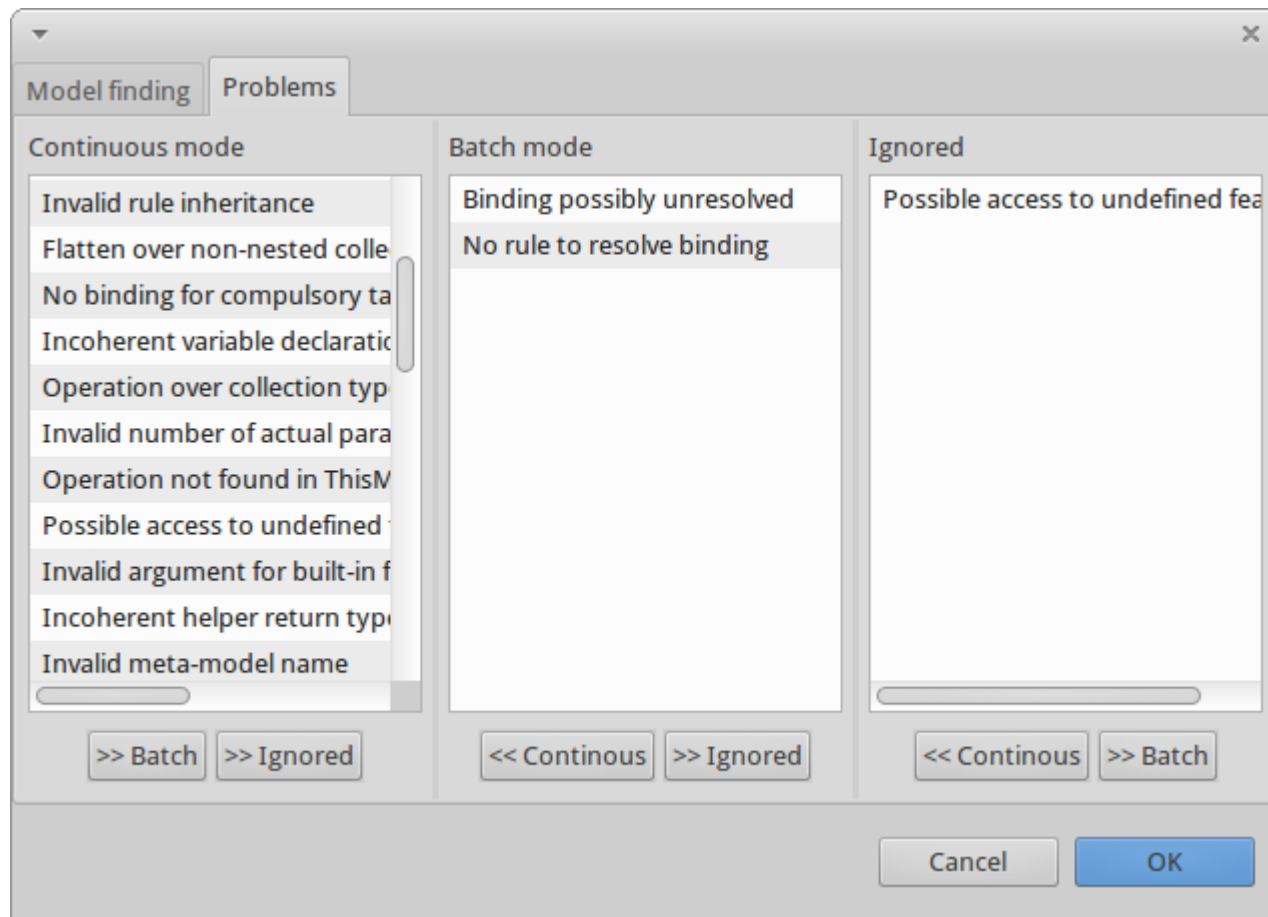 Model finding
Problems
Continuous mode
Invalid rule inheritance
Flatten over non-nested colle
No binding for compulsory ta
Incoherent variable declaratic
Operation over collection typ
Invalid number of actual para
Operation not found in ThisM
Possible access to undefined
Invalid argument for built-in f
Incoherent helper return type
Invalid meta-model name
>> Batch
>> Ignored
Batch mode
Binding possibly unresolved
No rule to resolve binding
<< Continous
>> Ignored
Ignored
Possible access to undefined fea
<< Continous
>> Batch
Cancel
OK